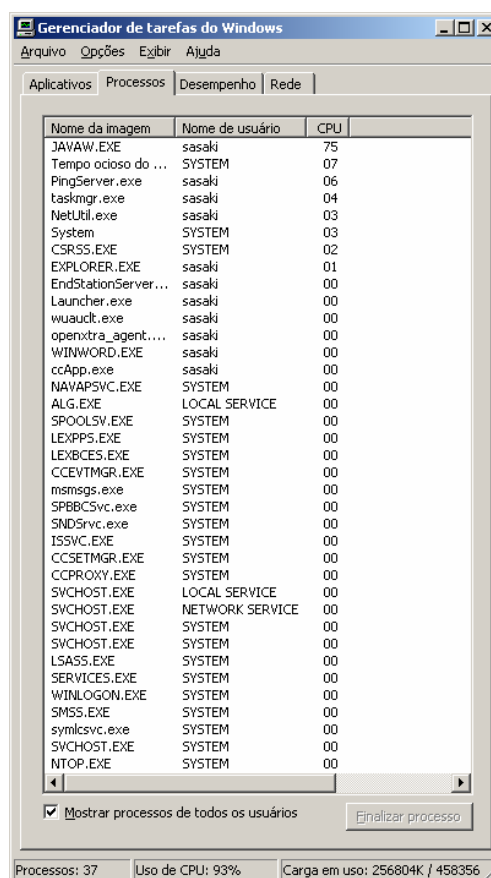 Gerenciador de tarefas do Windows
Arquivo Opções Exibir Ajuda
Aplicativos Processos Desempenho Rede
Nome da imagem Nome de usuário CPU
JAVAW.EXE sasaki 75
Tempo ocioso do ... SYSTEM 07
PingServer.exe sasaki 06
taskmgr.exe sasaki 04
NetUtil.exe sasaki 03
System SYSTEM 03
CSRSS.EXE SYSTEM 02
EXPLORER.EXE sasaki 01
EndStationServer... sasaki 00
Launcher.exe sasaki 00
wuauclt.exe sasaki 00
openxtra_agent.... sasaki 00
WINWORD.EXE sasaki 00
ccApp.exe sasaki 00
NAVAPSVC.EXE SYSTEM 00
ALG.EXE LOCAL SERVICE 00
SPOOLSV.EXE SYSTEM 00
LEXPPS.EXE SYSTEM 00
LEXBCES.EXE SYSTEM 00
CCEVTMGR.EXE SYSTEM 00
msmsgs.exe SYSTEM 00
SPBBCSvc.exe SYSTEM 00
SNDSrvc.exe SYSTEM 00
ISSVC.EXE SYSTEM 00
CCSETMGR.EXE SYSTEM 00
CCPROXY.EXE SYSTEM 00
SVCHOST.EXE LOCAL SERVICE 00
SVCHOST.EXE NETWORK SERVICE 00
SVCHOST.EXE SYSTEM 00
SVCHOST.EXE SYSTEM 00
LSASS.EXE SYSTEM 00
SERVICES.EXE SYSTEM 00
WINLOGON.EXE SYSTEM 00
SMSS.EXE SYSTEM 00
symlcsvc.exe SYSTEM 00
SVCHOST.EXE SYSTEM 00
NTOP.EXE SYSTEM 00
Mostrar processos de todos os usuários Finalizar processo
Processos: 37 Uso de CPU: 93% Carga em uso: 256804K / 458356